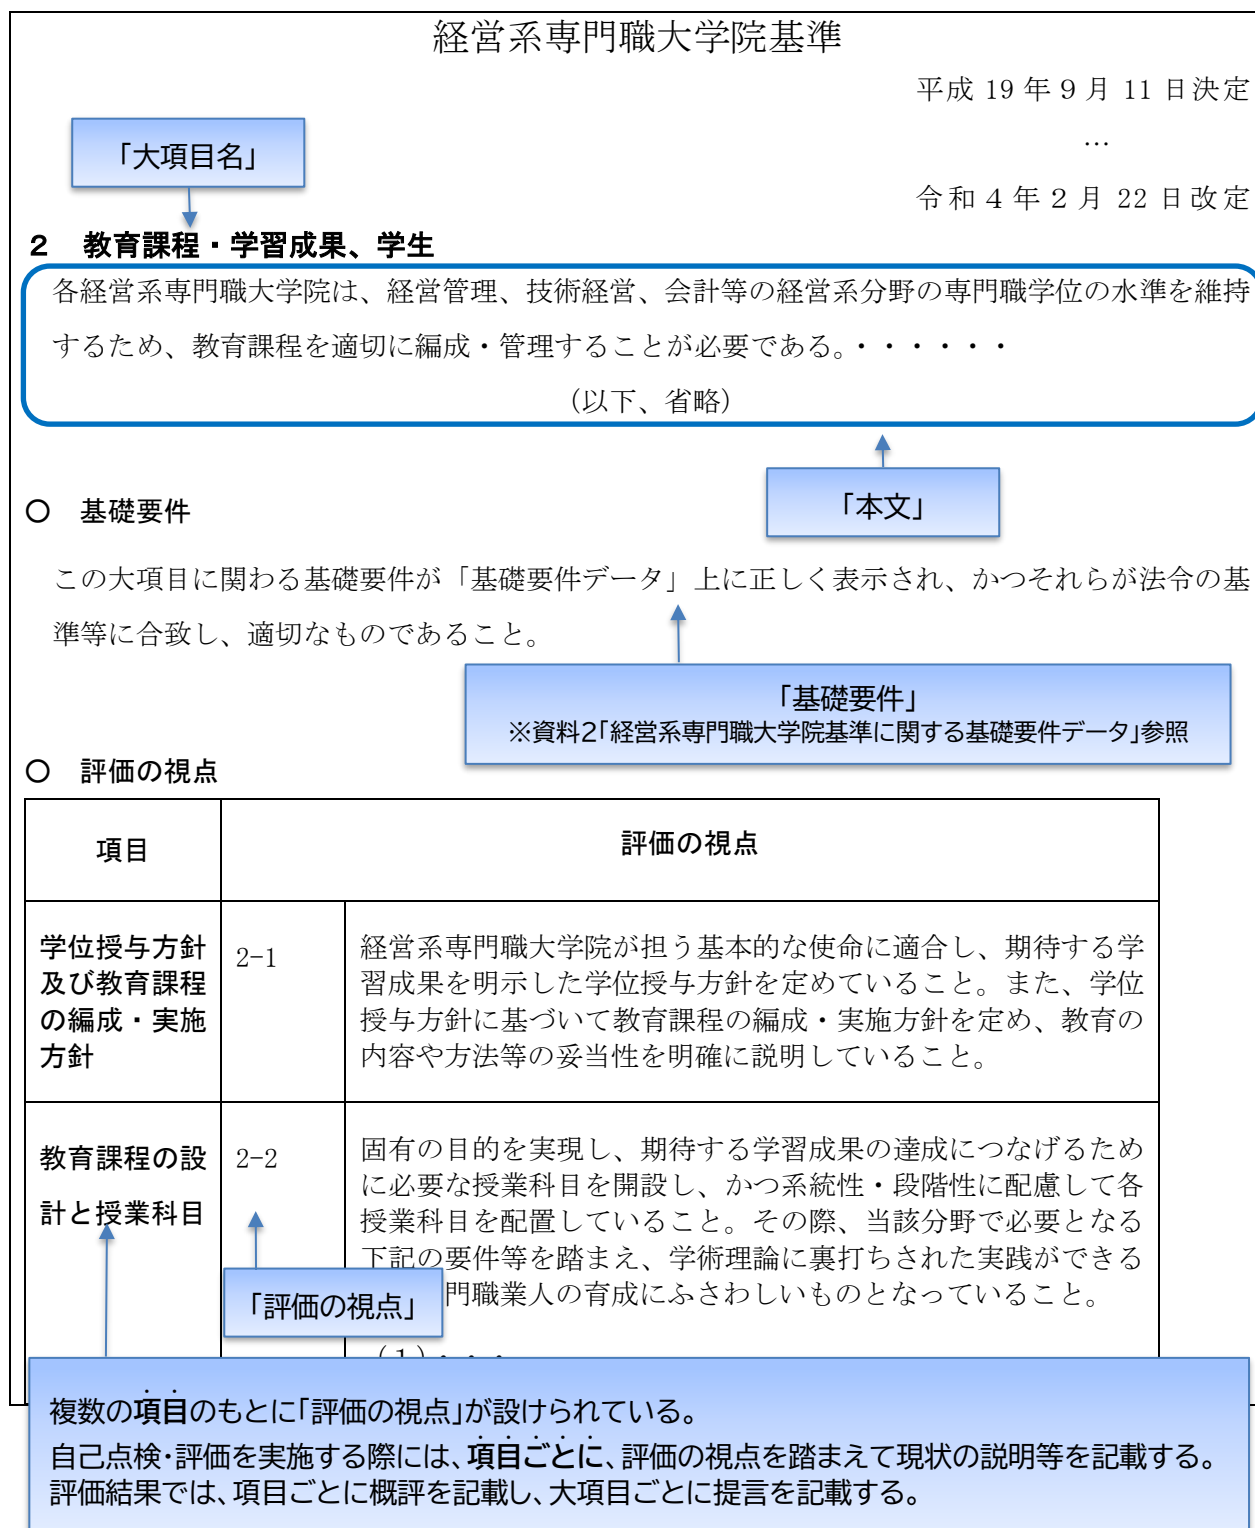 経営系専門職大学院基準
平成 19 年９月 11 日決定
…
「大項目名」
令和４年２月 22 日改定
２　教育課程・学習成果、学生
各経営系専門職大学院は、経営管理、技術経営、会計等の経営系分野の専門職学位の水準を維持
するため、教育課程を適切に編成・管理することが必要である。・・・・・・
（以下、省略）
「本文」
○　基礎要件
この大項目に関わる基礎要件が「基礎要件データ」上に正しく表示され、かつそれらが法令の基
準等に合致し、適切なものであること。
「基礎要件」
※資料2「経営系専門職大学院基準に関する基礎要件データ」参照
○　評価の視点
項目　評価の視点
学位授与方針
及び教育課程
の編成・実施
方針
2-1
経営系専門職大学院が担う基本的な使命に適合し、期待する学
習成果を明示した学位授与方針を定めていること。また、学位
授与方針に基づいて教育課程の編成・実施方針を定め、教育の
内容や方法等の妥当性を明確に説明していること。
教育課程の設
計と授業科目
2-2
固有の目的を実現し、期待する学習成果の達成につなげるため
に必要な授業科目を開設し、かつ系統性・段階性に配慮して各
授業科目を配置していること。その際、当該分野で必要となる
下記の要件等を踏まえ、学術理論に裏打ちされた実践ができる
門職業人の育成にふさわしいものとなっていること。
「評価の視点」
（1）・・・
複数の項目のもとに「評価の視点」が設けられている。
自己点検・評価を実施する際には、項目ごとに、評価の視点を踏まえて現状の説明等を記載する。
評価結果では、項目ごとに概評を記載し、大項目ごとに提言を記載する。